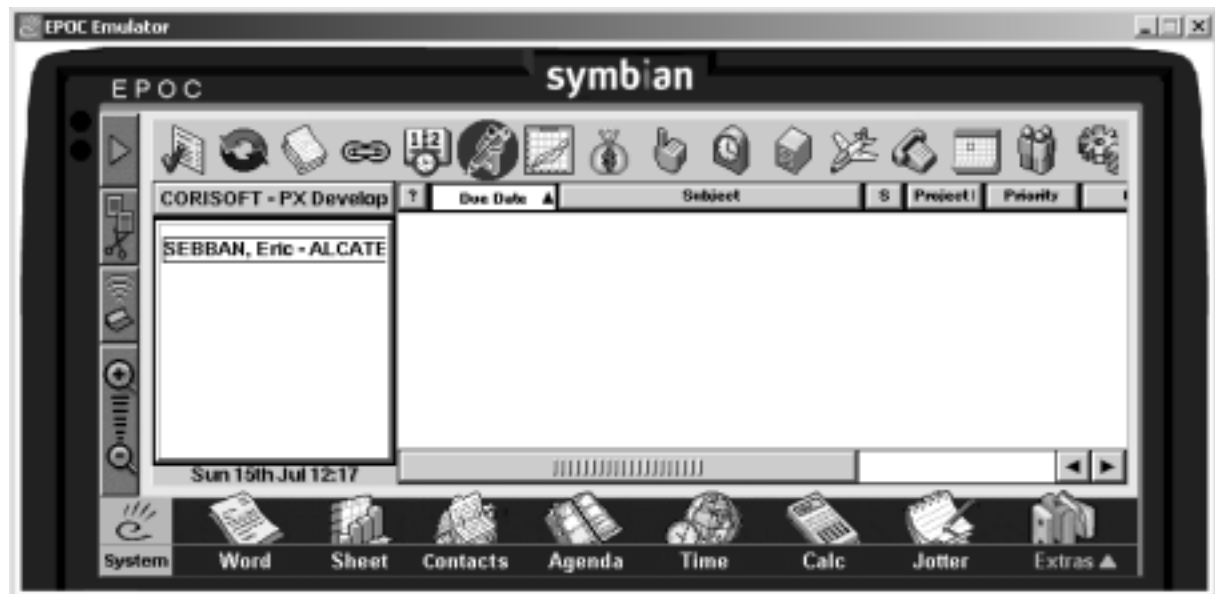 EPOC Emulator
symbian
EPOC
12
CORISOFT - PX Develop
? Due Date ▲ Subject S Project Priority
SEBBAN, Eric - ALCATE
Sun 15th Jul 12:17
System Word Sheet Contacts Agenda Time Calc Jotter Extras ▲